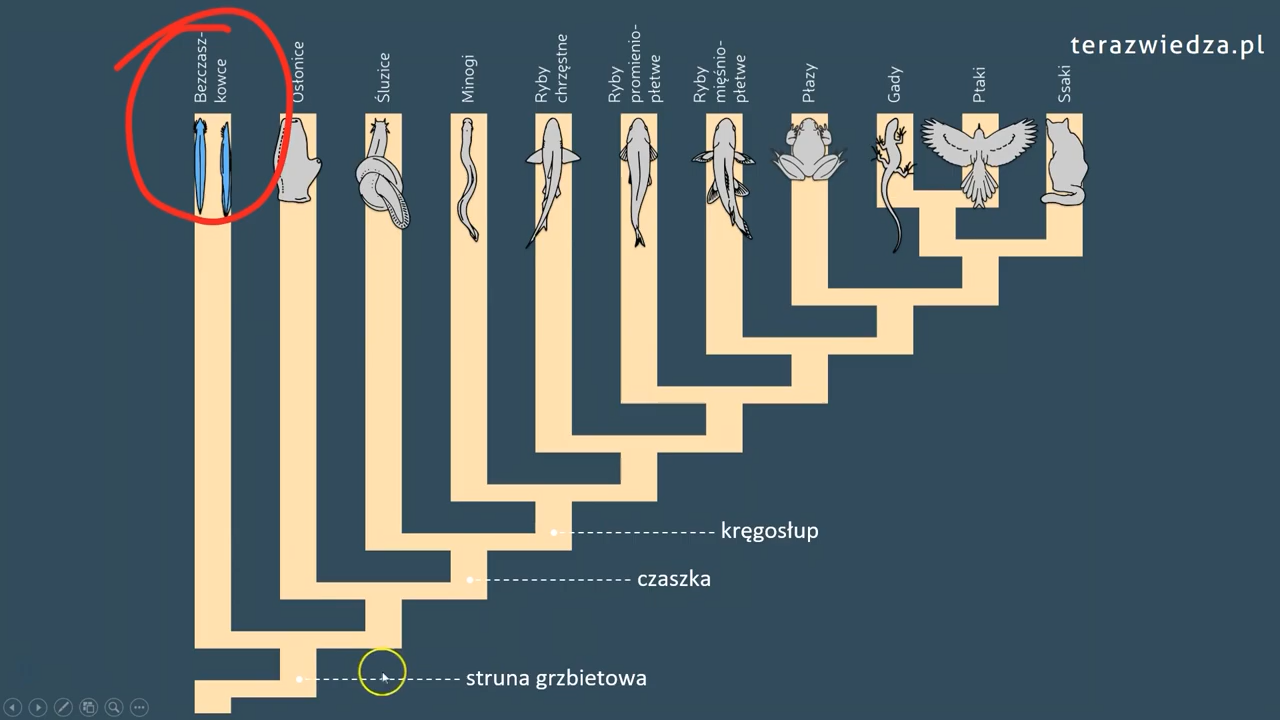 terazwiedza.pl
Bezczasz-
kowce
Osłonice
Śluzice
Minogi
Ryby
chrzęstne
Ryby
promienio-
płetwe
Ryby
mięśnio-
płetwe
Płazy
Gady
Ptaki
Ssaki
kręgosłup
czaszka
struna grzbietowa